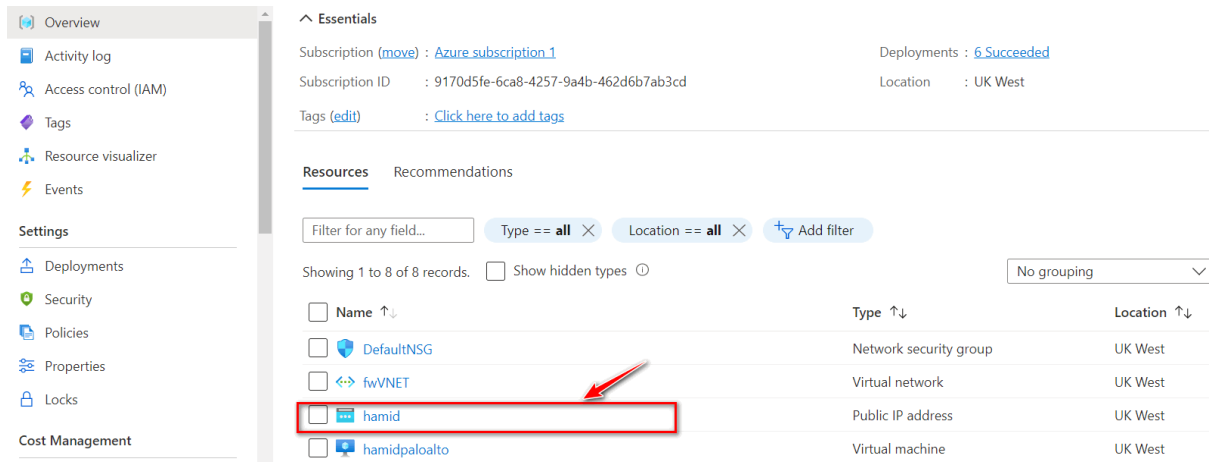 Overview
Activity log
Access control (IAM)
Tags
Resource visualizer
Events
Settings
Deployments
Security
Policies
Properties
Locks
Cost Management
Essentials
Subscription (move) : Azure subscription 1
Deployments : 6 Succeeded
Subscription ID : 9170d5fe-6ca8-4257-9a4b-462d6b7ab3cd
Location : UK West
Tags (edit) : Click here to add tags
Resources Recommendations
Filter for any field... Type == all Location == all Add filter
Showing 1 to 8 of 8 records. Show hidden types No grouping
Name Type Location
DefaultNSG Network security group UK West
fwVNET Virtual network UK West
hamid Public IP address UK West
hamidpaloalto Virtual machine UK West